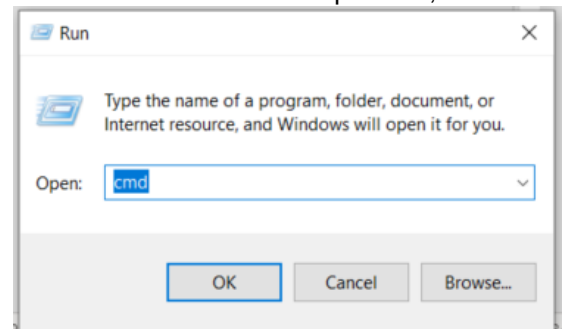 Run
Type the name of a program, folder, document, or
Internet resource, and Windows will open it for you.
Open: cmd
OK Cancel Browse...